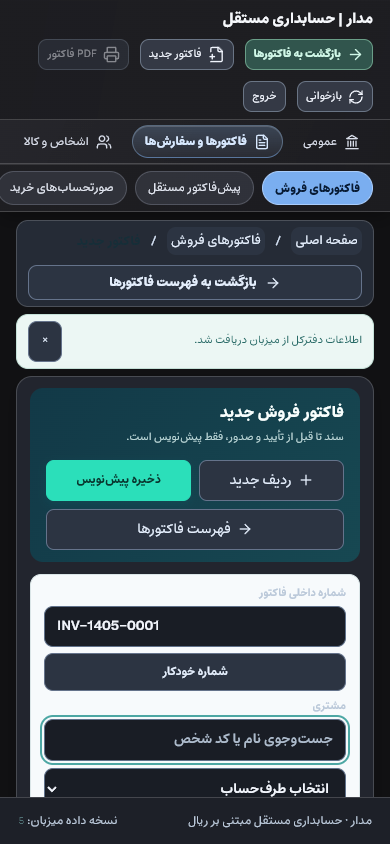 مدار | حسابداری مستقل
بازگشت به فاکتورها
فاکتور جدید
PDF فاکتور
بازخوانی
خروج
عمومی
فاکتورها و سفارش‌ها
اشخاص و کالا
فاکتورهای فروش
پیش‌فاکتور مستقل
صورتحساب‌های خرید
صفحه اصلی / فاکتورهای فروش /
بازگشت به فهرست فاکتورها
اطلاعات دفترکل از میزبان دریافت شد.
×
فاکتور فروش جدید
سند تا قبل از تأیید و صدور، فقط پیش‌نویس است.
ردیف جدید
ذخیره پیش‌نویس
فهرست فاکتورها
شماره داخلی فاکتور
INV-1405-0001
شماره خودکار
مشتری
جست‌وجوی نام یا کد شخص
انتخاب طرف‌حساب
مدار · حسابداری مستقل مبتنی بر ریال
نسخه داده میزبان: 5